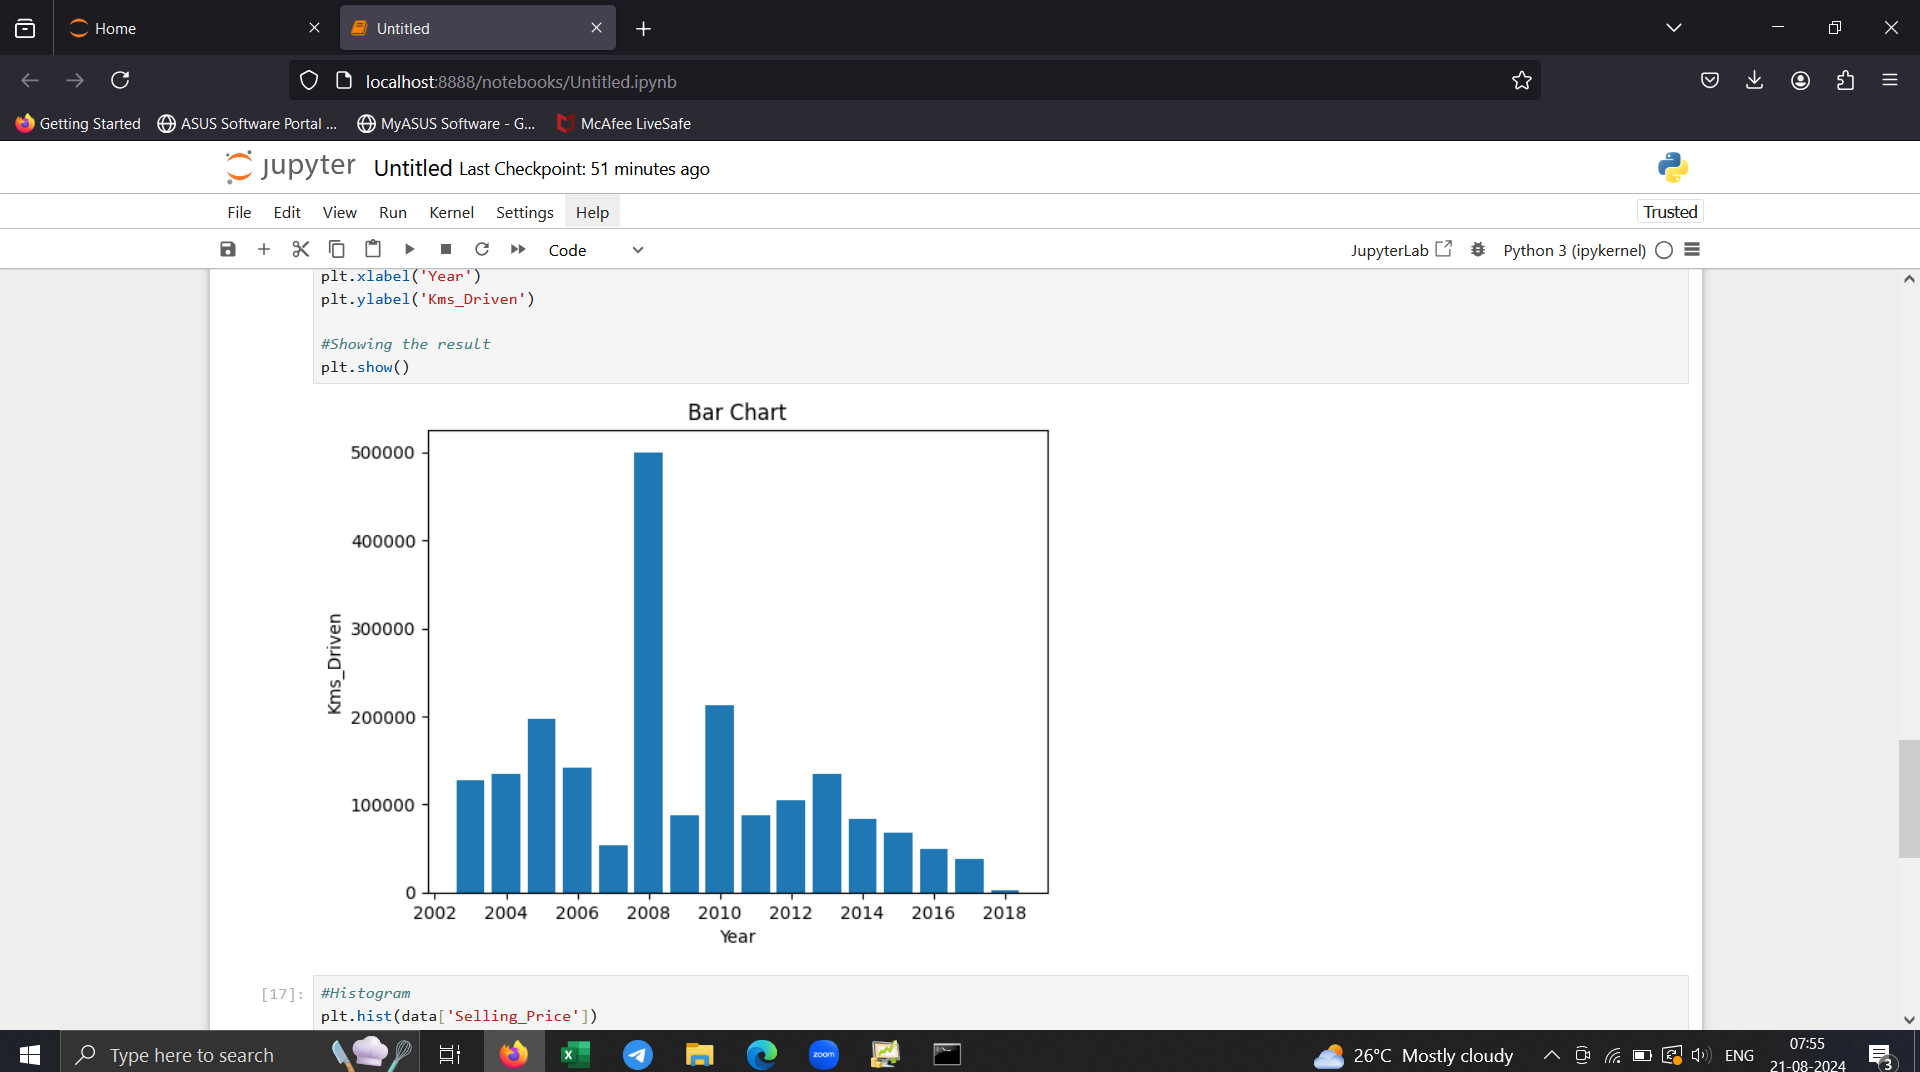 Home
Untitled
localhost:8888/notebooks/Untitled.ipynb
Getting Started
ASUS Software Portal ...
MyASUS Software - G...
McAfee LiveSafe
jupyter Untitled Last Checkpoint: 51 minutes ago
File Edit View Run Kernel Settings Help
Trusted
Code
JupyterLab
Python 3 (ipykernel)
plt.xlabel('Year')
plt.ylabel('Kms_Driven')
#Showing the result
plt.show()
Bar Chart
500000
400000
300000
200000
100000
0
Kms_Driven
2002 2004 2006 2008 2010 2012 2014 2016 2018
Year
[17]:
#Histogram
plt.hist(data['Selling_Price'])
Type here to search
zoom
26°C Mostly cloudy
ENG
07:55
21-08-2024
3